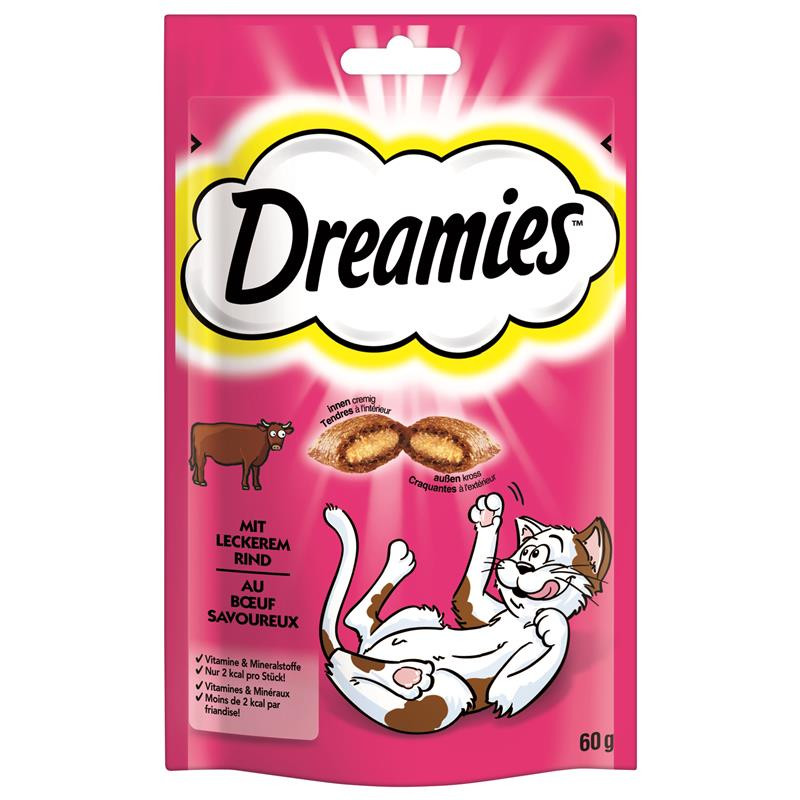 Dreamies™
innen cremig
Tendres à l'intérieur
außen kross
Craquantes à l'extérieur
MIT
LECKEREM
RIND
AU
BŒUF
SAVOUREUX
✓ Vitamine & Mineralstoffe
✓ Nur 2 kcal pro Stück!
✓ Vitamines & Minéraux
✓ Moins de 2 kcal par
friandise!
60 g